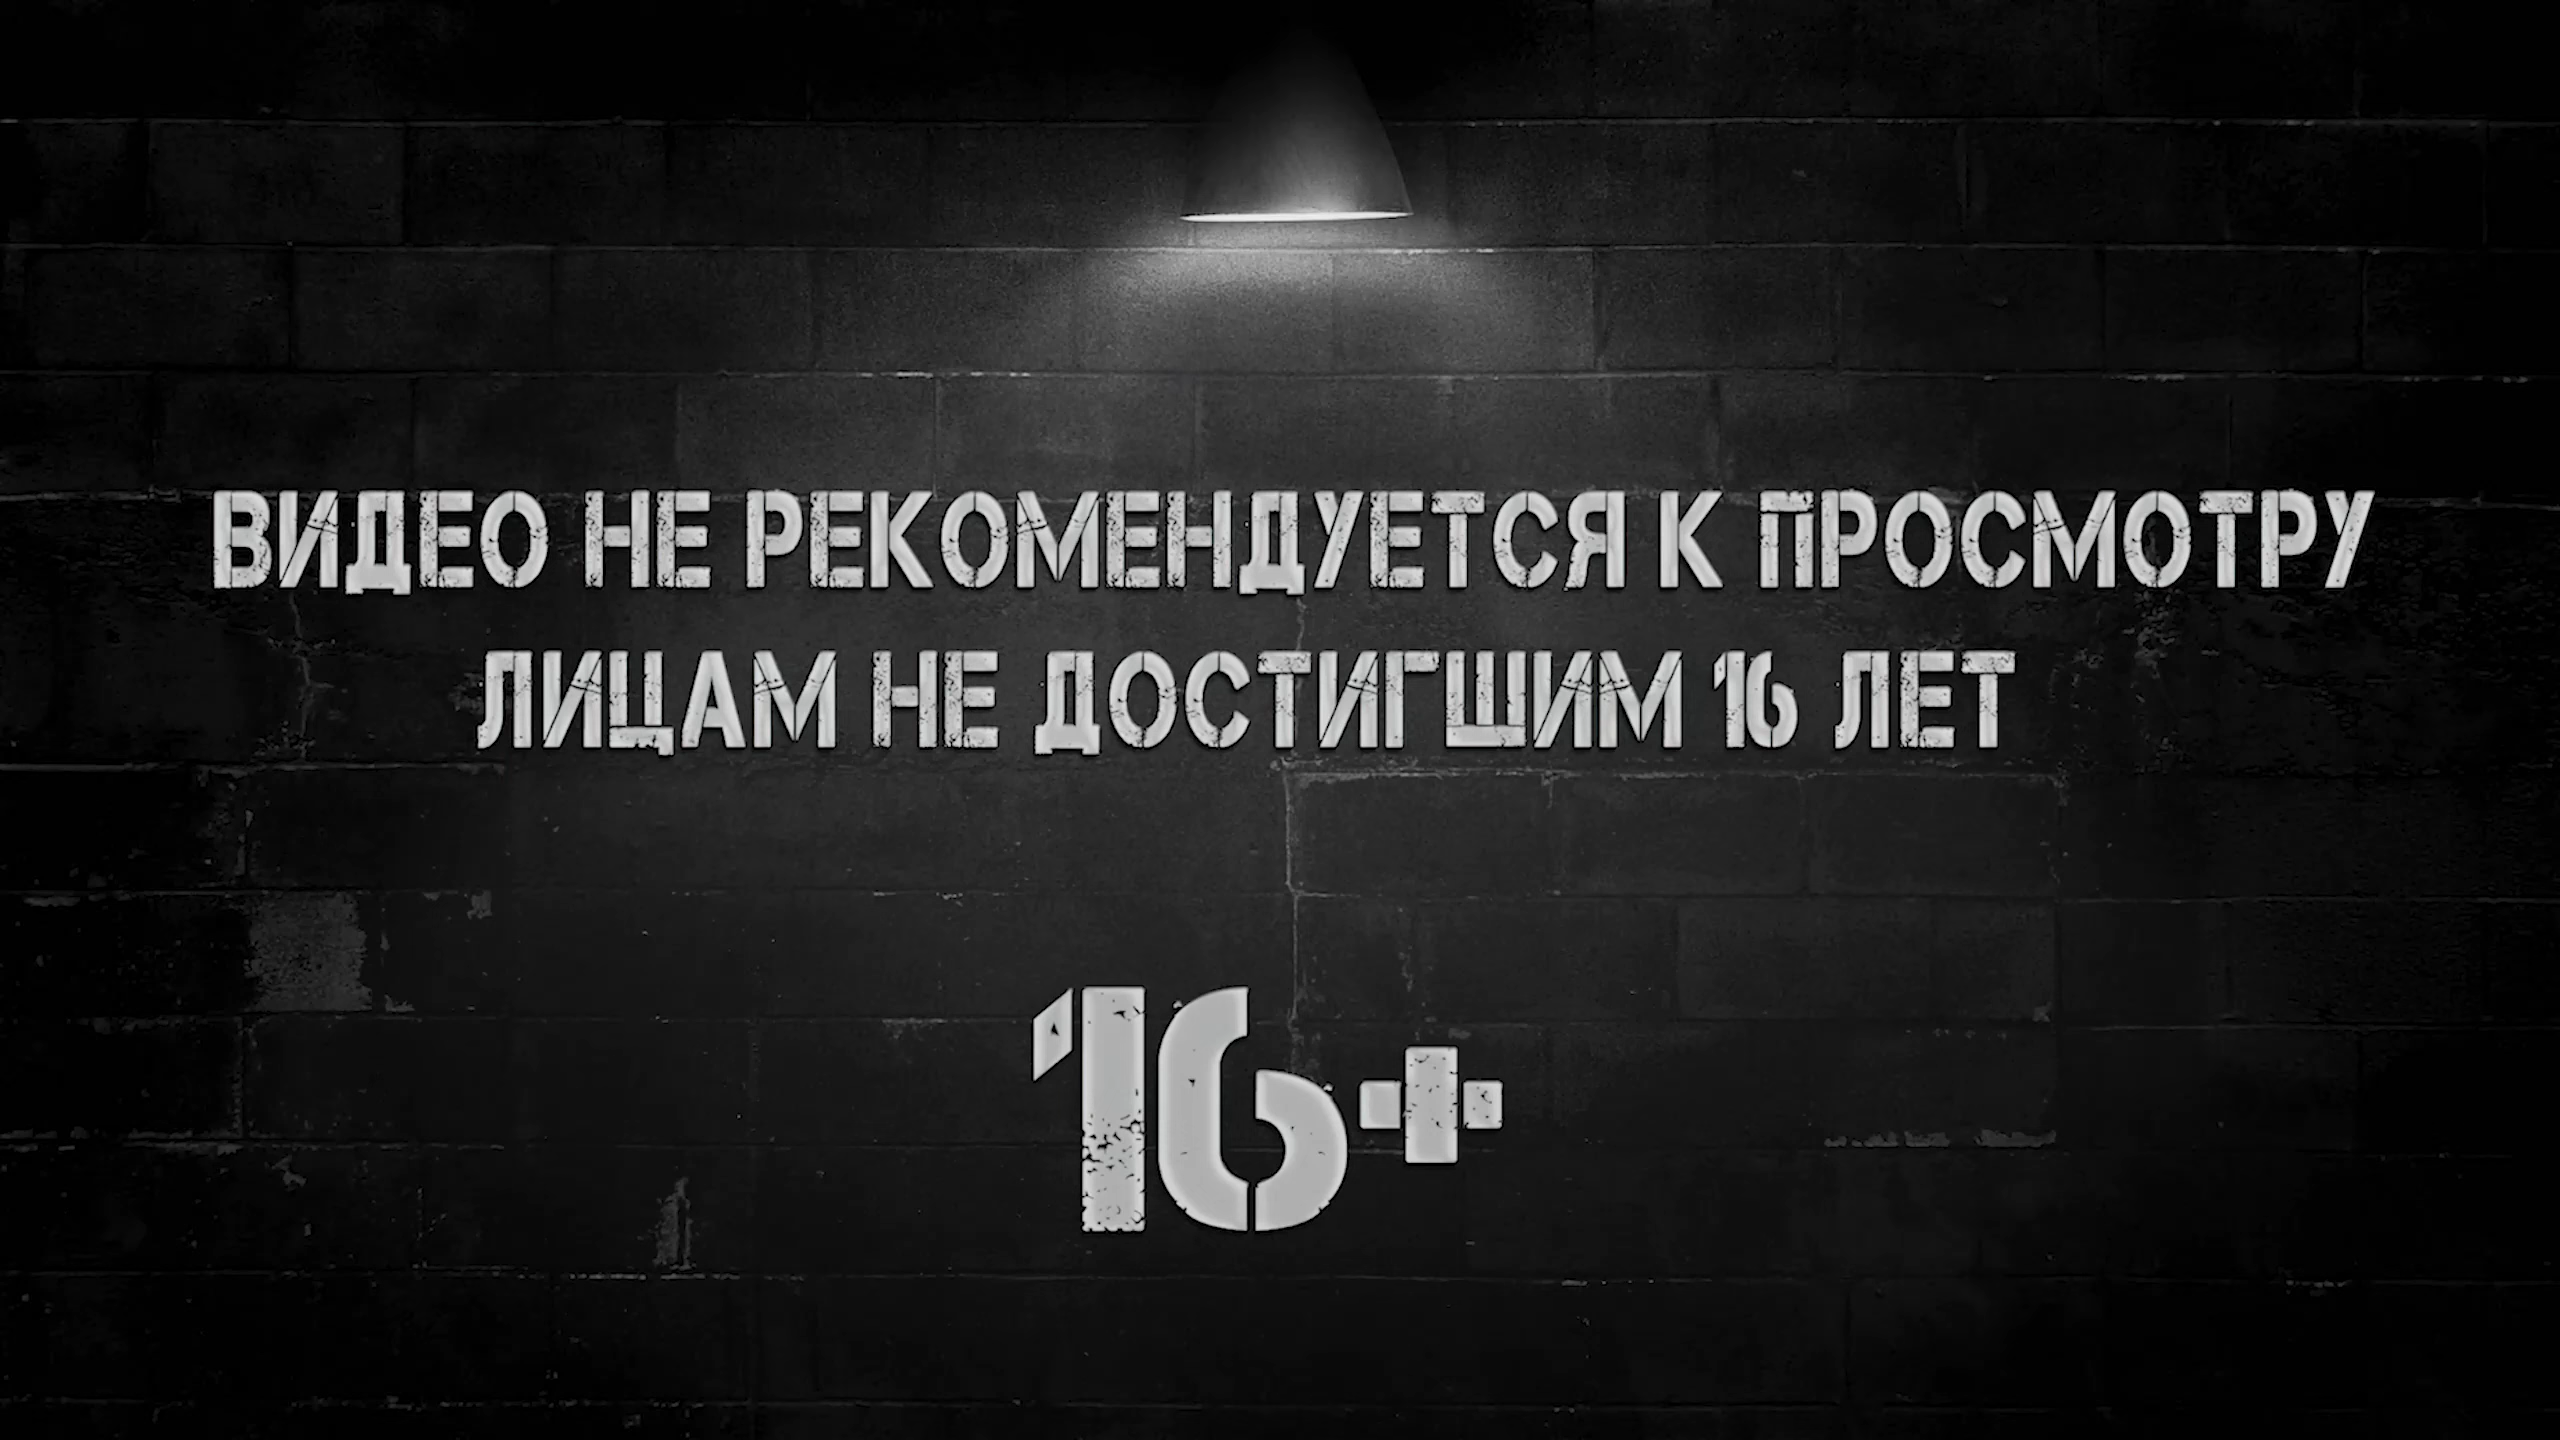 ВИДЕО НЕ РЕКОМЕНДУЕТСЯ К ПРОСМОТРУ
ЛИЦАМ НЕ ДОСТИГШИМ 16 ЛЕТ
16+